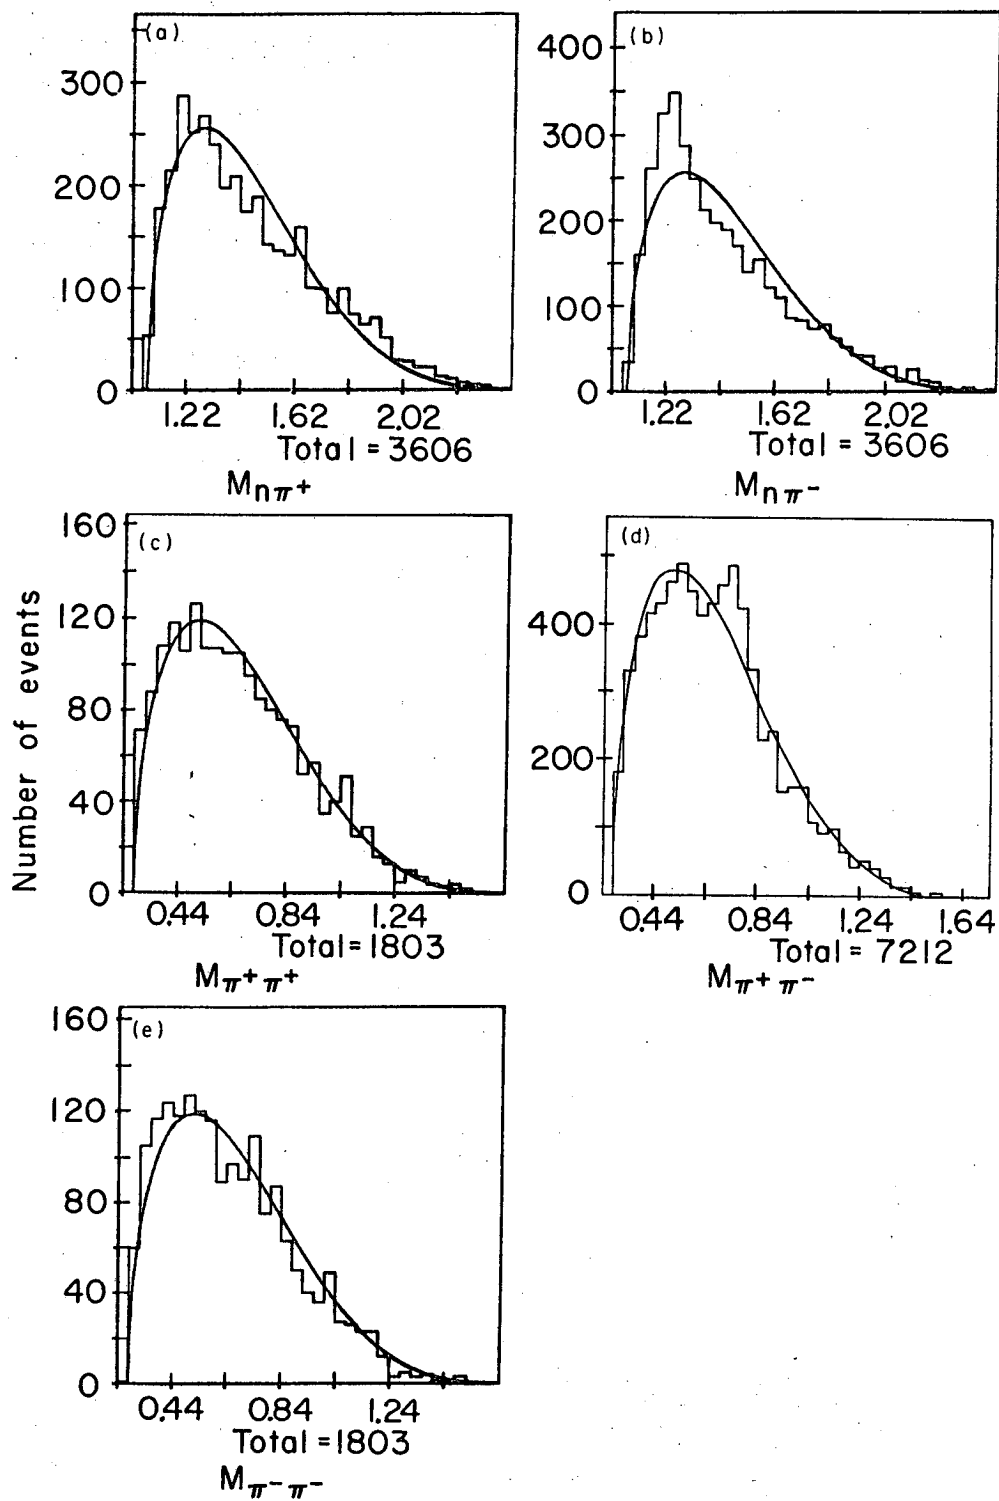 (a)
300
200
100
0
1.22 1.62 2.02
Total = 3606
Mnπ+
(b)
400
300
200
100
0
1.22 1.62 2.02
Total = 3606
Mnπ-
Number of events
(c)
160
120
80
40
0
0.44 0.84 1.24
Total=1803
Mπ+π+
(d)
400
200
0
0.44 0.84 1.24 1.64
Total = 7212
Mπ+π-
(e)
160
120
80
40
0
0.44 0.84 1.24
Total=1803
Mπ-π-